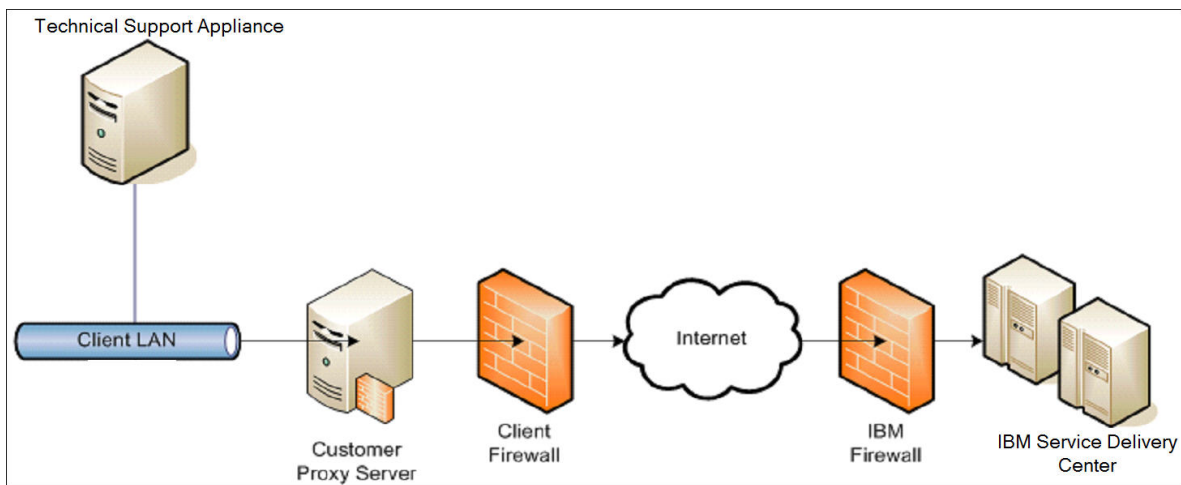 Technical Support Appliance
Client LAN
Customer
Proxy Server
Client
Firewall
Internet
IBM
Firewall
IBM Service Delivery
Center